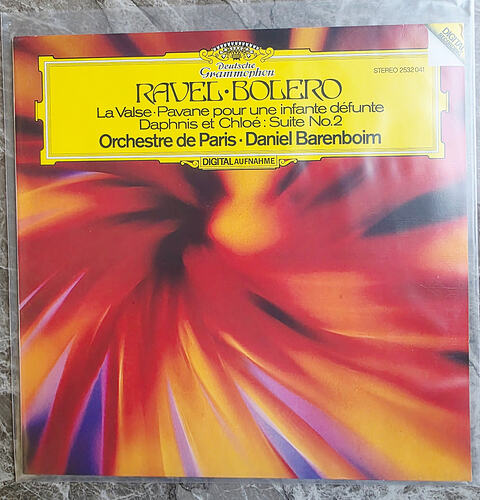 DIGITAL
Deutsche
Grammophon
STEREO 2532 041
RAVEL·BOLERO
La Valse·Pavane pour une infante défunte
Daphnis et Chloé: Suite No.2
Orchestre de Paris·Daniel Barenboim
DIGITAL AUFNAHME